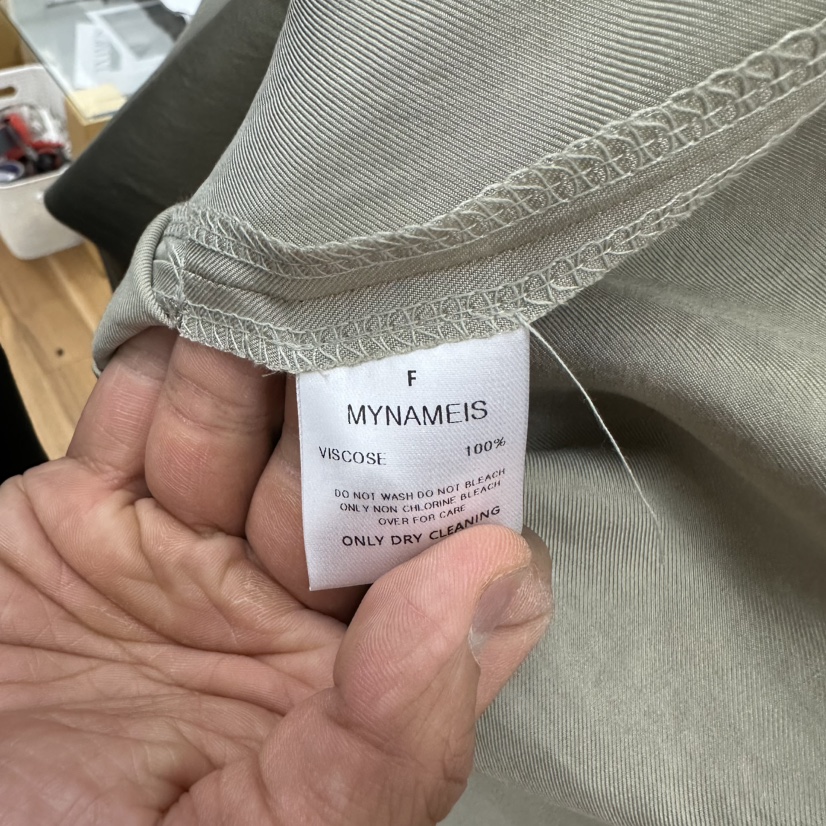 F
MYNAMEIS
VISCOSE 100%
DO NOT WASH DO NOT BLEACH
ONLY NON CHLORINE BLEACH
OVER FOR CARE
ONLY DRY CLEANING